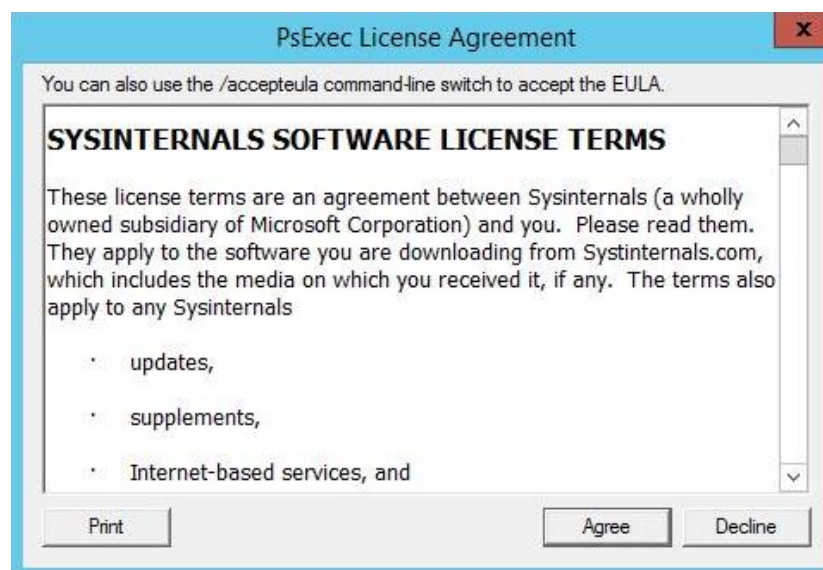 PsExec License Agreement
x
You can also use the /accepteula command-line switch to accept the EULA.
SYSINTERNALS SOFTWARE LICENSE TERMS
These license terms are an agreement between Sysinternals (a wholly
owned subsidiary of Microsoft Corporation) and you.  Please read them.
They apply to the software you are downloading from Systinternals.com,
which includes the media on which you received it, if any.  The terms also
apply to any Sysinternals
· updates,
· supplements,
· Internet-based services, and
Print Agree Decline